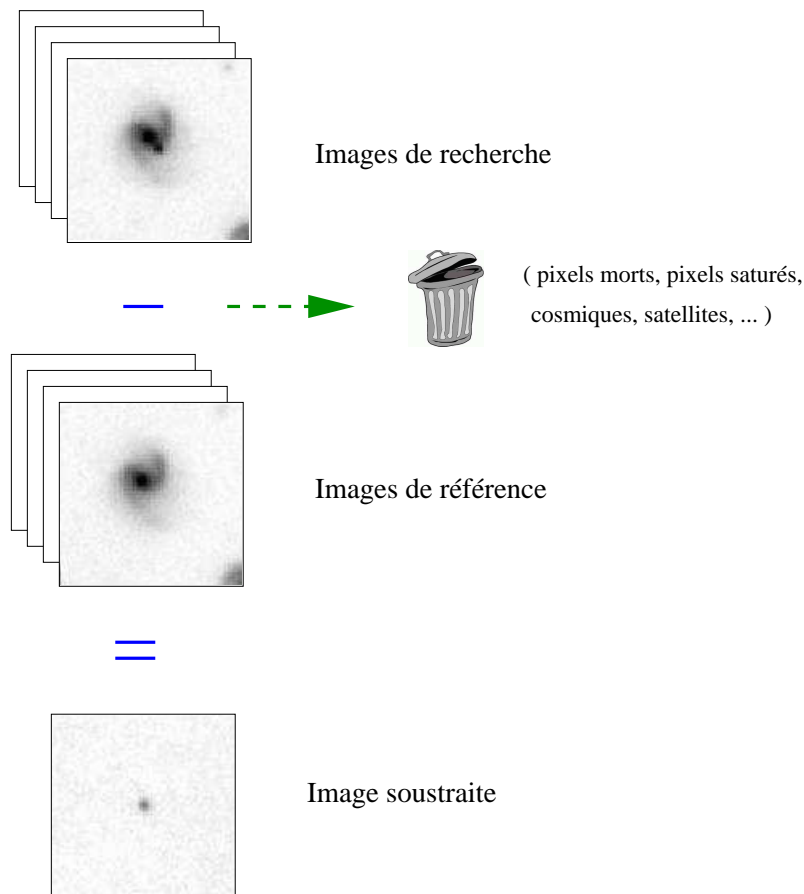 Images de recherche
( pixels morts, pixels saturés,
cosmiques, satellites, ... )
Images de référence
Image soustraite